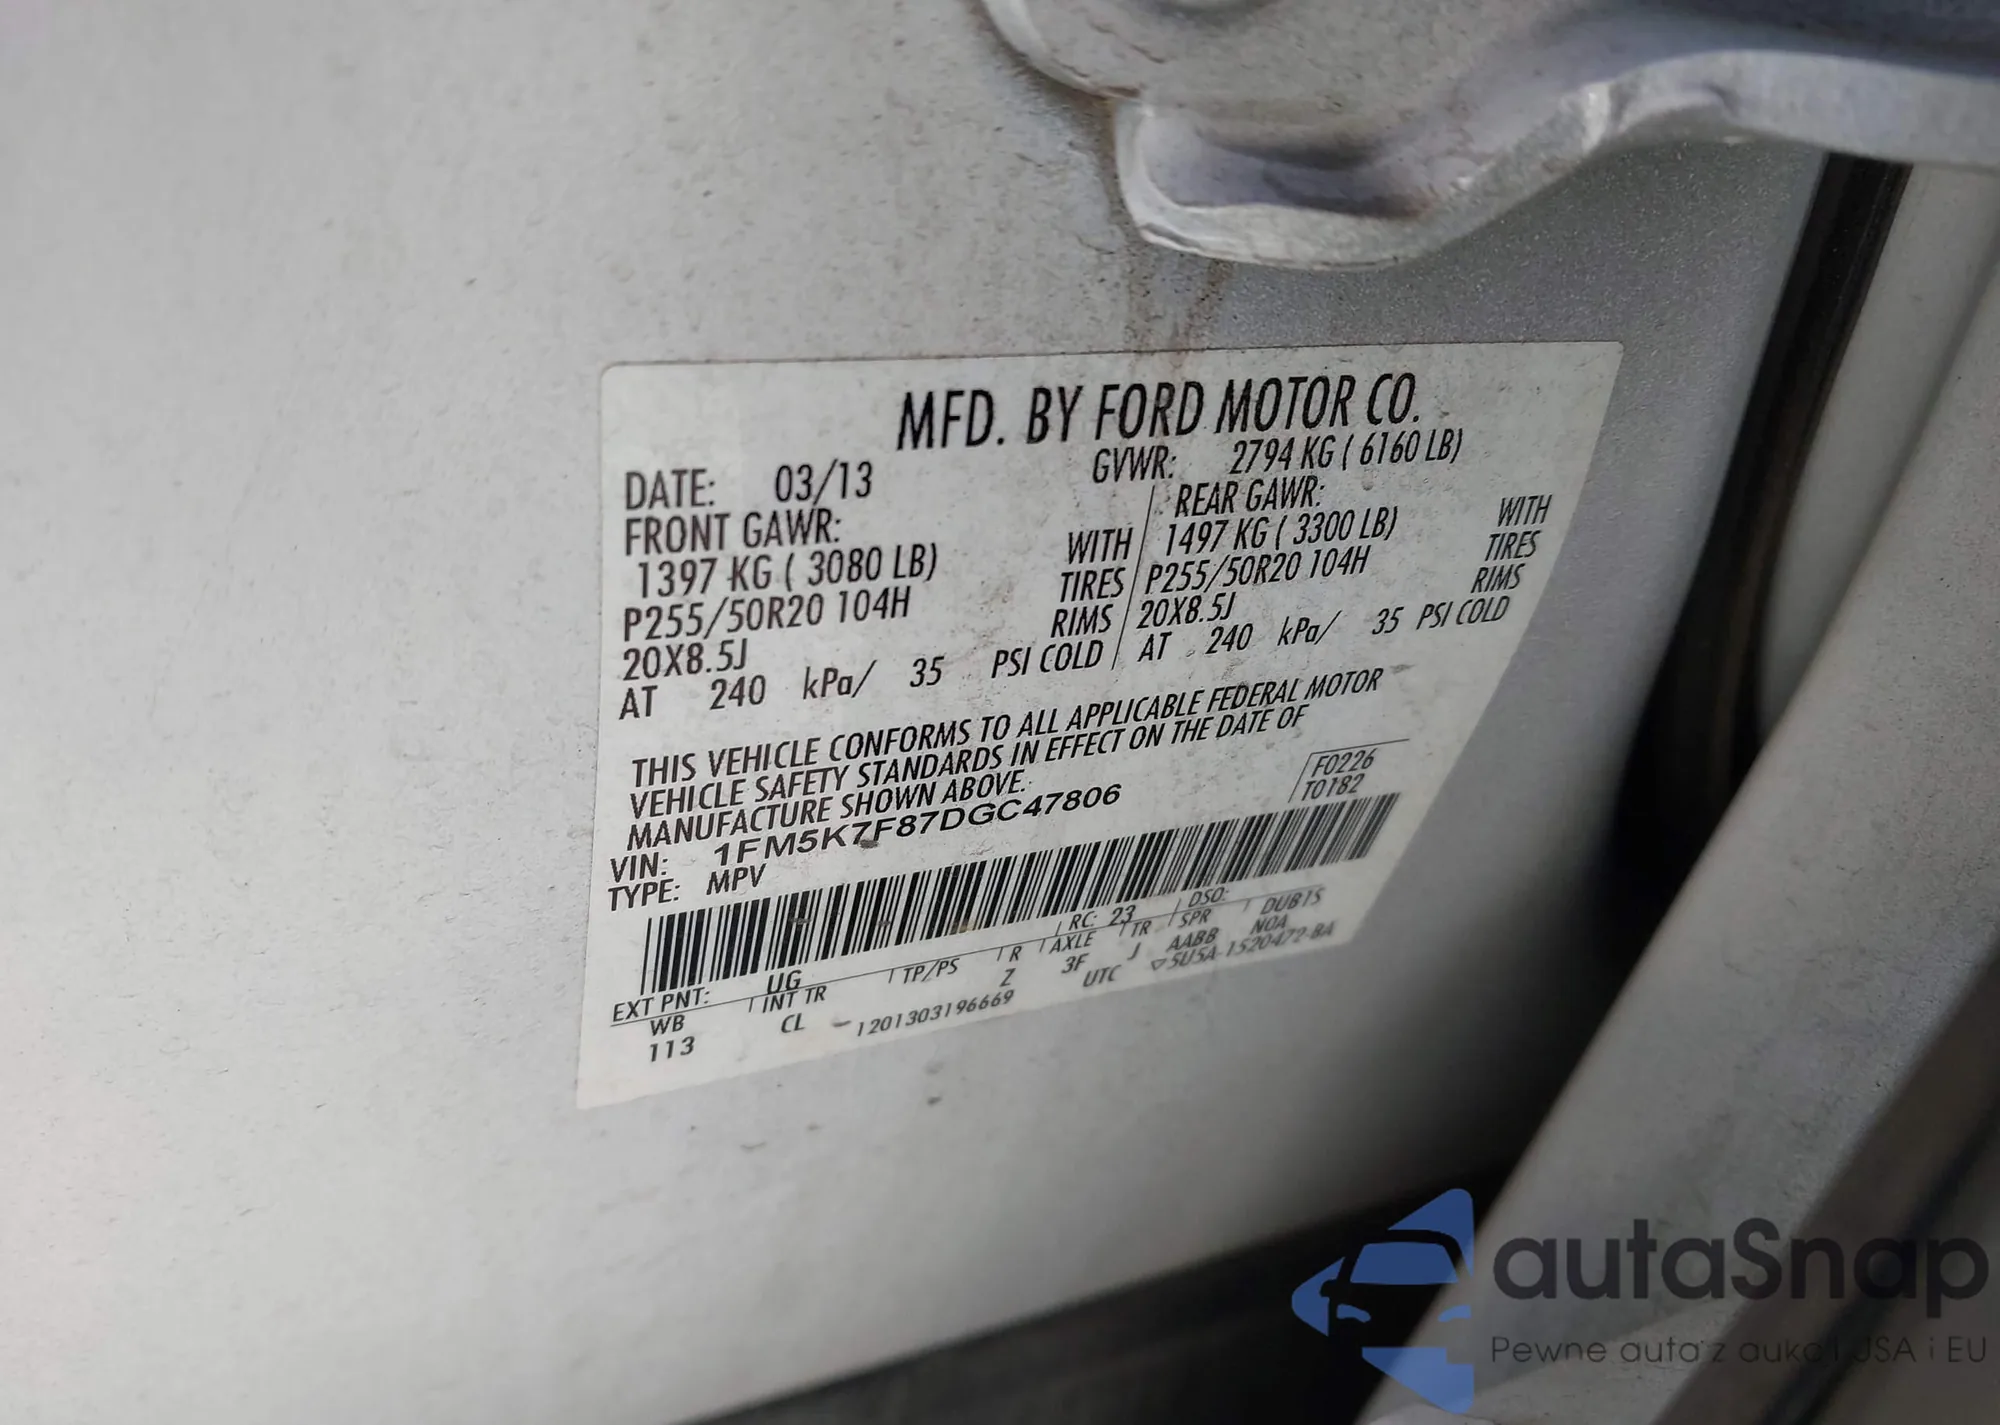 MFD. BY FORD MOTOR CO.
DATE: 03/13 GVWR: 2794 KG ( 6160 LB)
FRONT GAWR: REAR GAWR:
1397 KG ( 3080 LB) WITH 1497 KG ( 3300 LB) WITH
P255/50R20 104H TIRES P255/50R20 104H TIRES
20X8.5J RIMS 20X8.5J RIMS
AT 240 kPa/ 35 PSI COLD AT 240 kPa/ 35 PSI COLD
THIS VEHICLE CONFORMS TO ALL APPLICABLE FEDERAL MOTOR
VEHICLE SAFETY STANDARDS IN EFFECT ON THE DATE OF
MANUFACTURE SHOWN ABOVE.
F0226
T0182
VIN: 1FM5K7F87DGC47806
TYPE: MPV
EXT PNT: UG RC: 23 DSO:
WB INT TR TP/PS R AXLE TR SPR DUB1S
113 CL Z 3F J AABB NOA
1201303196669 UTC 5U5A-1520472-BA
autaSnap
Pewne auta z aukcji USA i EU